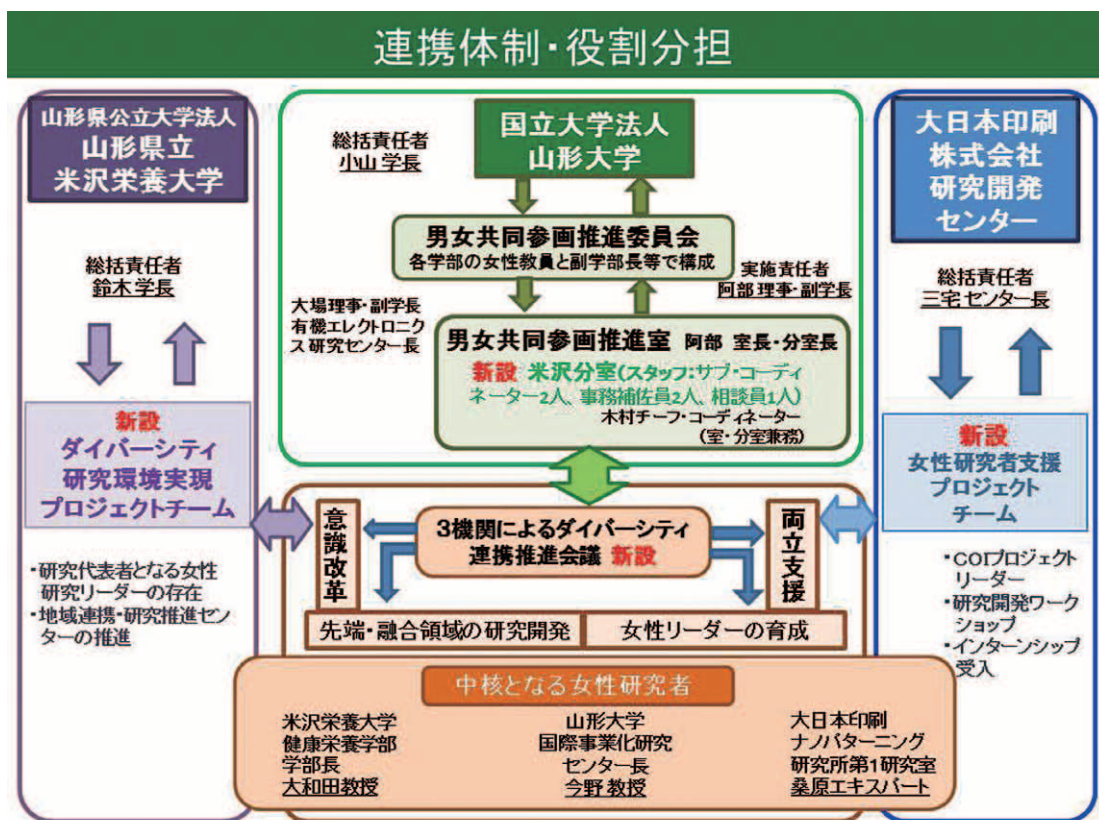 連携体制・役割分担
山形県公立大学法人
山形県立
米沢栄養大学
総括責任者
鈴木 学長
新設
ダイバーシティ
研究環境実現
プロジェクトチーム
・研究代表者となる女性
研究リーダーの存在
・地域連携・研究推進セン
ターの推進
総括責任者
小山 学長
国立大学法人
山形大学
男女共同参画推進委員会
各学部の女性教員と副学部長等で構成
実施責任者
阿部 理事・副学長
大場理事・副学長
有機エレクトロニク
ス研究センター長
男女共同参画推進室 阿部 室長・分室長
新設 米沢分室(スタッフ:サブ・コーディ
ネーター2人、事務補佐員2人、相談員1人)
木村チーフ・コーディネーター
(室・分室兼務)
大日本印刷
株式会社
研究開発
センター
総括責任者
三宅 センター長
新設
女性研究者支援
プロジェクト
チーム
・COIプロジェクト
リーダー
・研究開発ワーク
ショップ
・インターンシップ
受入
意識改革
3機関によるダイバーシティ
連携推進会議 新設
両立支援
先端・融合領域の研究開発
女性リーダーの育成
中核となる女性研究者
米沢栄養大学
健康栄養学部
学部長
大和田教授
山形大学
国際事業化研究
センター長
今野 教授
大日本印刷
ナノパターニング
研究所第1研究室
桑原エキスパート